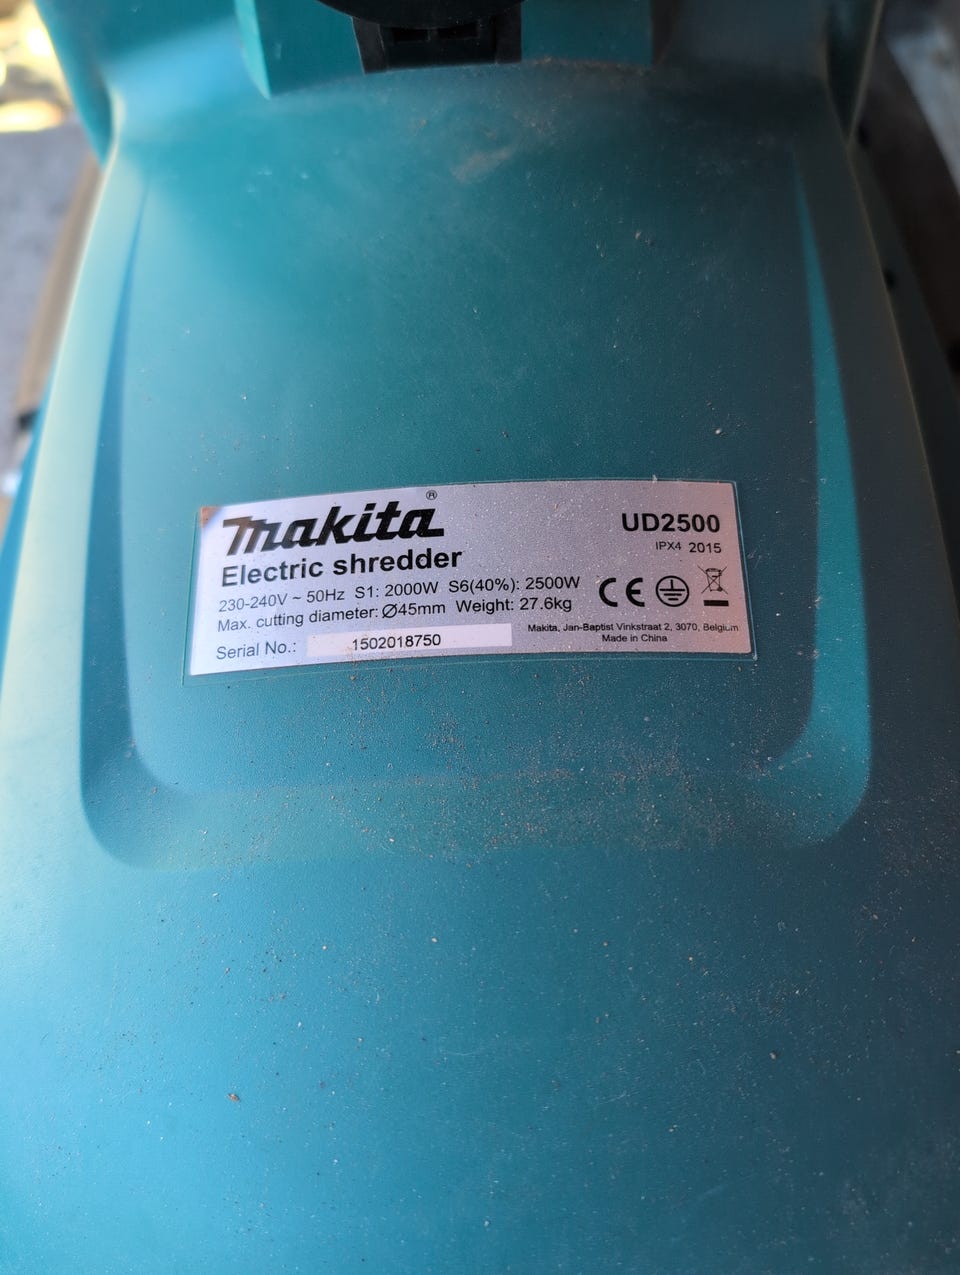 makita®
UD2500
IPX4 2015
Electric shredder
230-240V ~ 50Hz S1: 2000W S6(40%): 2500W
Max. cutting diameter: Ø45mm Weight: 27.6kg
CE
Makita, Jan-Baptist Vinkstraat 2, 3070, Belgium
Made in China
Serial No.: 1502018750